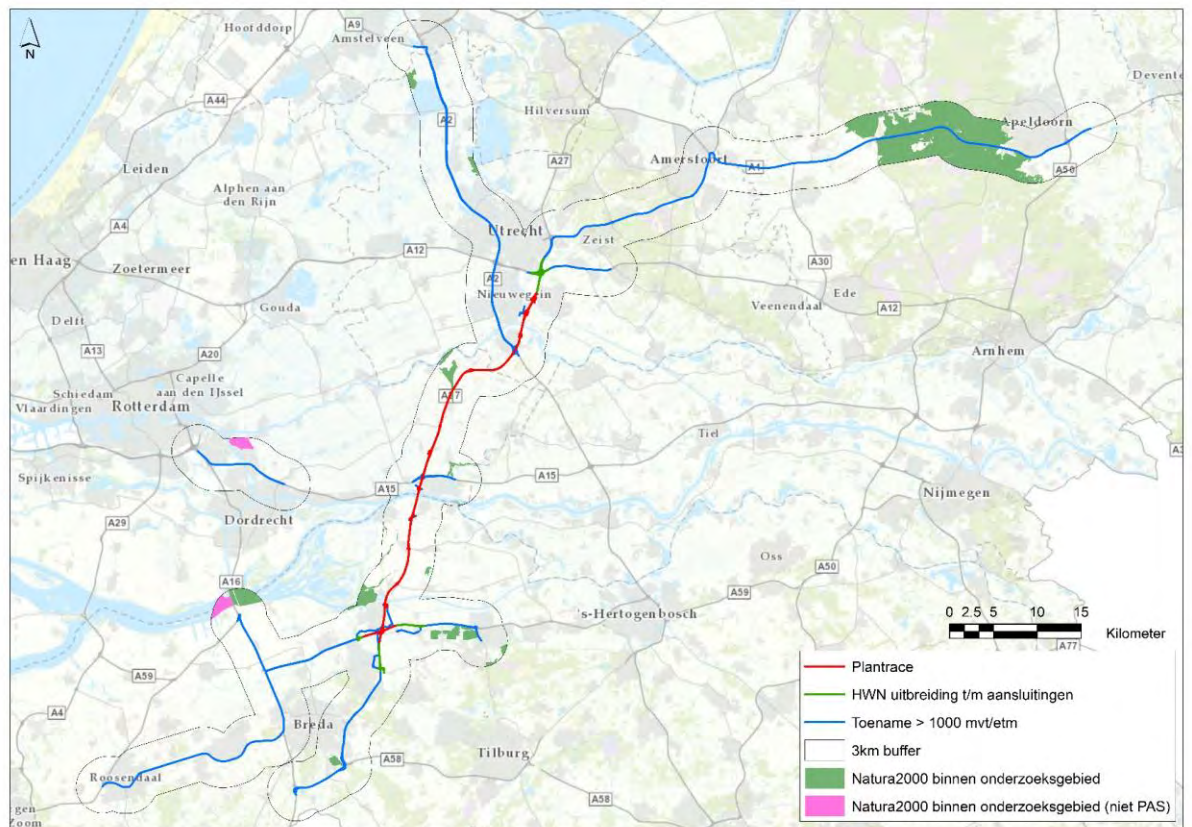 Hoofddorp
A9
Amstelveen
N
Devente
A44
A2
Hilversum
Apeldoorn
Leiden
A27
Amersfoort
A1
A50
Alphen aan
den Rijn
A4
Utrecht
Zeist
en Haag
Zoetermeer
A12
A2
A30
Nieuwegein
Ede
Gouda
Veenendaal
A12
Delft
A13
A20
Arnhem
Capelle
aan den IJssel
Schiedam
Vlaardingen
Rotterdam
A27
Tiel
A3
Spijkenisse
A15
A15
Nijmegen
A29
Dordrecht
Oss
A50
A16
A59
's-Hertogenbosch
0 2.5 5 10 15
Kilometer
A77
A59
A4
Breda
Tilburg
A58
Roosendaal
A58
gen
Zoom
Plantrace
HWN uitbreiding t/m aansluitingen
Toename > 1000 mvt/etm
3km buffer
Natura2000 binnen onderzoeksgebied
Natura2000 binnen onderzoeksgebied (niet PAS)